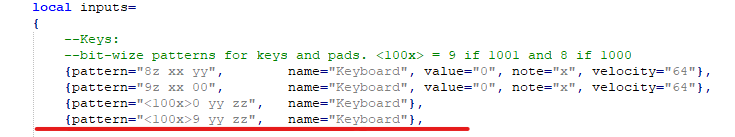 local inputs=
{
--Keys:
--bit-wize patterns for keys and pads. <100x> = 9 if 1001 and 8 if 1000
{pattern="8z xx yy", name="Keyboard", value="0", note="x", velocity="64"},
{pattern="9z xx 00", name="Keyboard", value="0", note="x", velocity="64"},
{pattern="<100x>0 yy zz", name="Keyboard"},
{pattern="<100x>9 yy zz", name="Keyboard"},